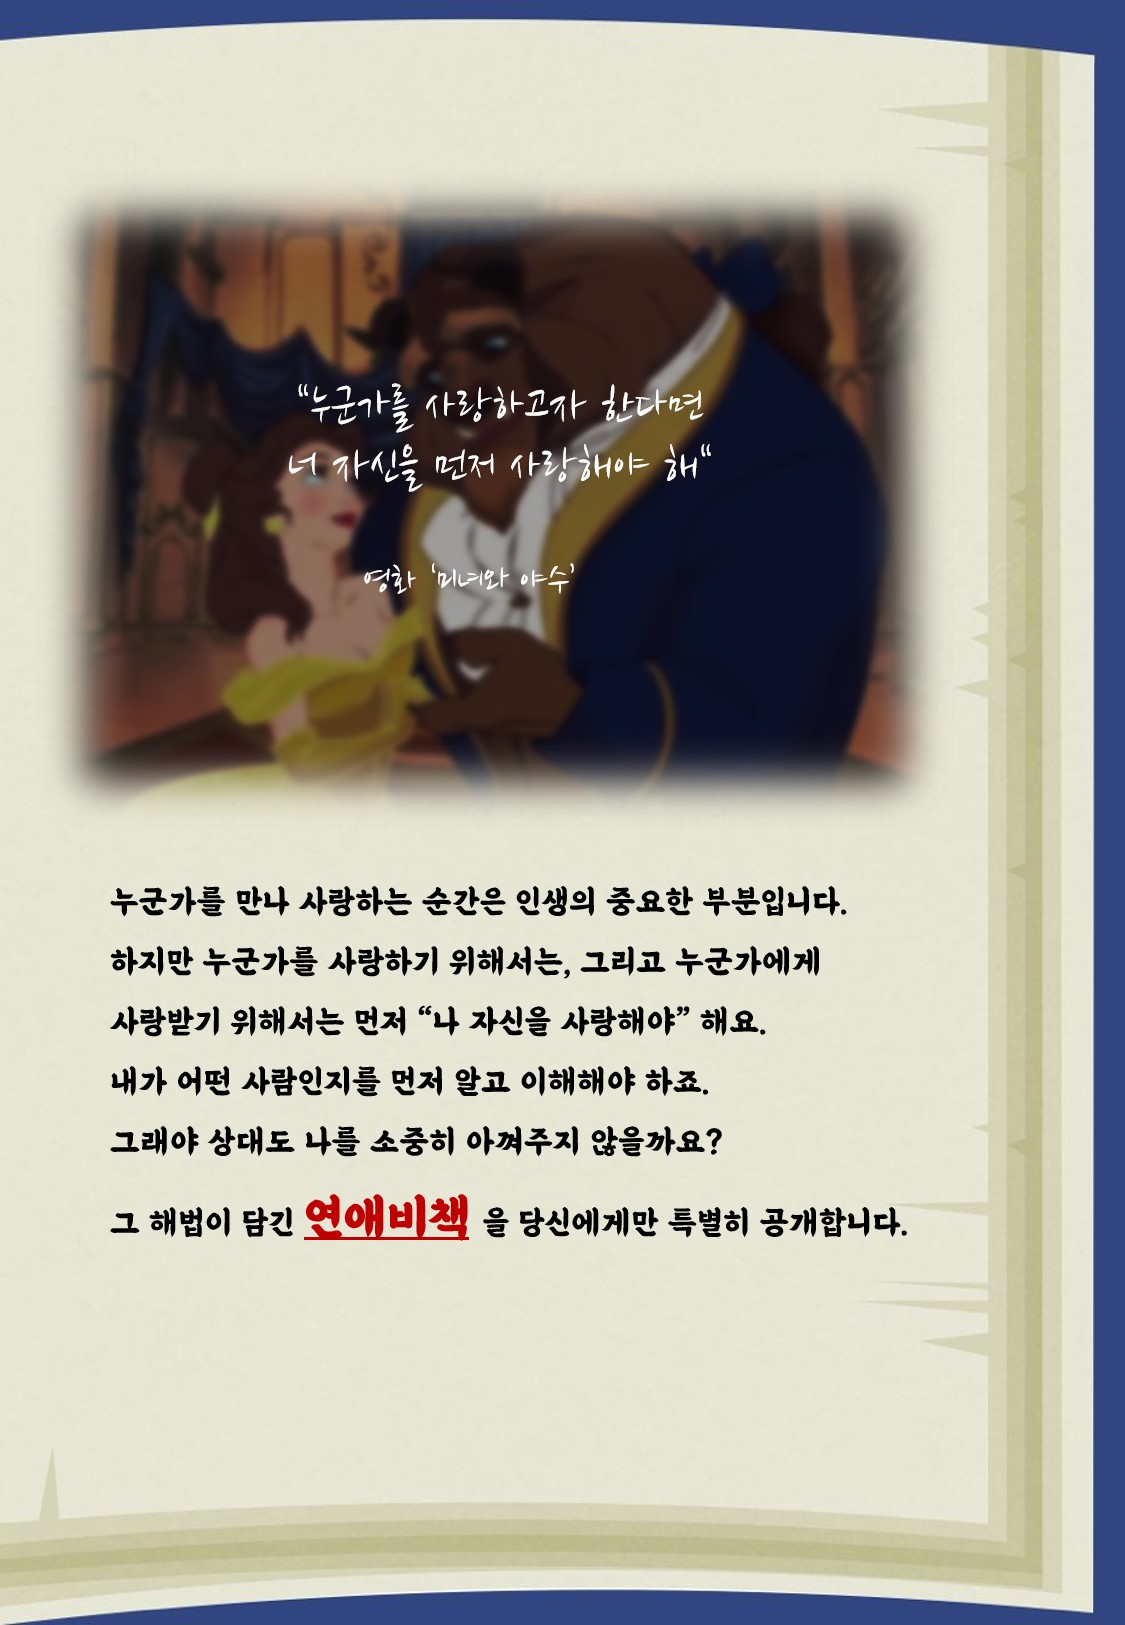 “누군가를 사랑하고자 한다면
너 자신을 먼저 사랑해야 해“
영화 ‘미녀와 야수’
누군가를 만나 사랑하는 순간은 인생의 중요한 부분입니다.
하지만 누군가를 사랑하기 위해서는, 그리고 누군가에게
사랑받기 위해서는 먼저 “나 자신을 사랑해야” 해요.
내가 어떤 사람인지를 먼저 알고 이해해야 하죠.
그래야 상대도 나를 소중히 아껴주지 않을까요?
그 해법이 담긴 연애비책 을 당신에게만 특별히 공개합니다.